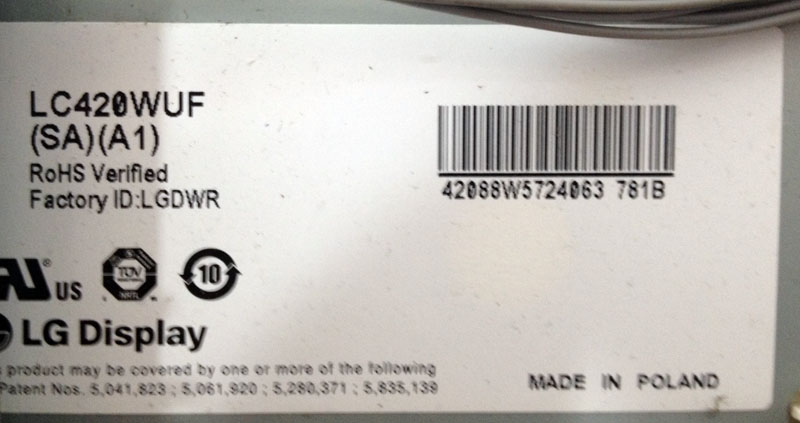 LC420WUF
(SA)(A1)
RoHS Verified
Factory ID:LGDWR
42088W5724063 781B
US
TÜV
10
LG Display
product may be covered by one or more of the following
Patent Nos. 5,041,823 ; 5,061,920 ; 5,280,371 ; 5,835,139
MADE IN POLAND